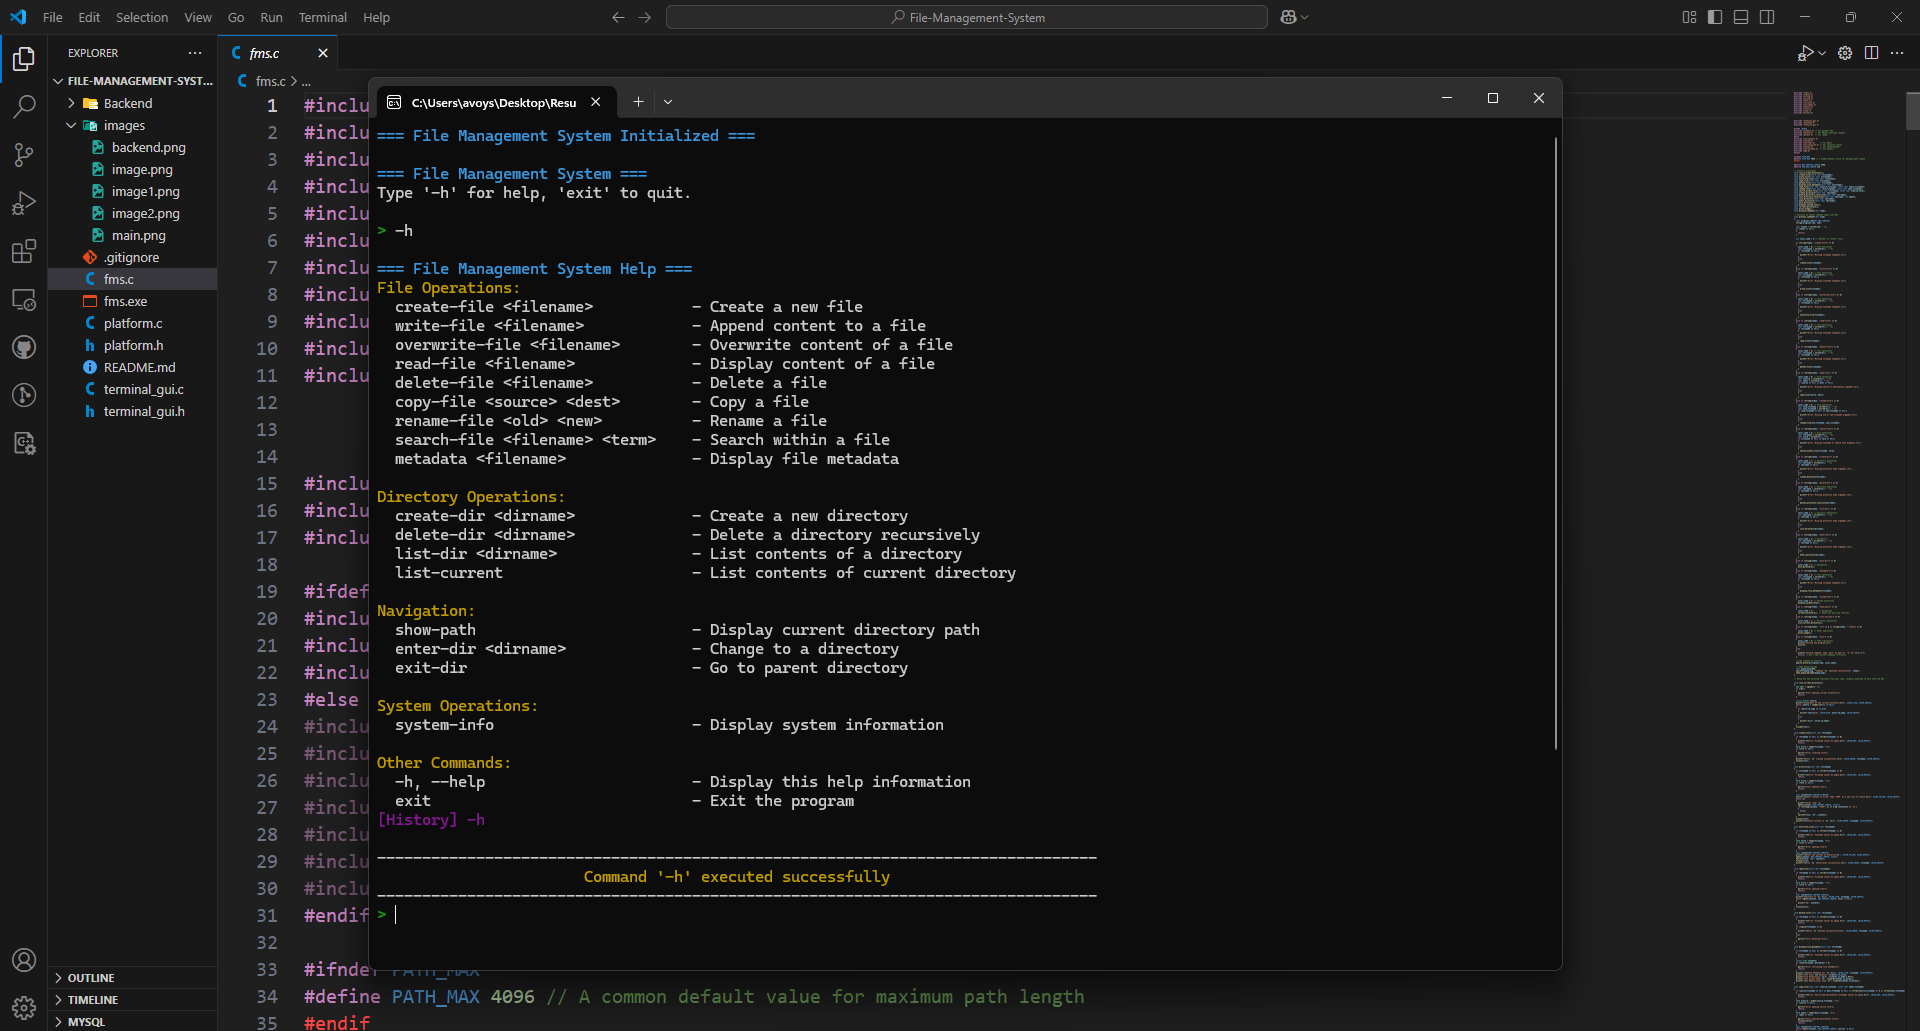 File Edit Selection View Go Run Terminal Help
File-Management-System
EXPLORER
FILE-MANAGEMENT-SYST...
Backend
images
backend.png
image.png
image1.png
image2.png
main.png
.gitignore
fms.c
fms.exe
platform.c
platform.h
README.md
terminal_gui.c
terminal_gui.h
OUTLINE
TIMELINE
MYSQL
fms.c
fms.c > ...
1 #inclu
2 #inclu
3 #inclu
4 #inclu
5 #inclu
6 #inclu
7 #inclu
8 #inclu
9 #inclu
10 #inclu
11 #inclu
12
13
14
15 #inclu
16 #inclu
17 #inclu
18
19 #ifdef
20 #inclu
21 #inclu
22 #inclu
23 #else
24 #inclu
25 #inclu
26 #inclu
27 #inclu
28 #inclu
29 #inclu
30 #inclu
31 #endif
32
33 #ifndef PATH_MAX
34 #define PATH_MAX 4096 // A common default value for maximum path length
35 #endif
C:\Users\avoys\Desktop\Resu
=== File Management System Initialized ===
=== File Management System ===
Type '-h' for help, 'exit' to quit.
> -h
=== File Management System Help ===
File Operations:
create-file <filename> - Create a new file
write-file <filename> - Append content to a file
overwrite-file <filename> - Overwrite content of a file
read-file <filename> - Display content of a file
delete-file <filename> - Delete a file
copy-file <source> <dest> - Copy a file
rename-file <old> <new> - Rename a file
search-file <filename> <term> - Search within a file
metadata <filename> - Display file metadata
Directory Operations:
create-dir <dirname> - Create a new directory
delete-dir <dirname> - Delete a directory recursively
list-dir <dirname> - List contents of a directory
list-current - List contents of current directory
Navigation:
show-path - Display current directory path
enter-dir <dirname> - Change to a directory
exit-dir - Go to parent directory
System Operations:
system-info - Display system information
Other Commands:
-h, --help - Display this help information
exit - Exit the program
[History] -h
--------------------------------------------------------------------------------
Command '-h' executed successfully
--------------------------------------------------------------------------------
>